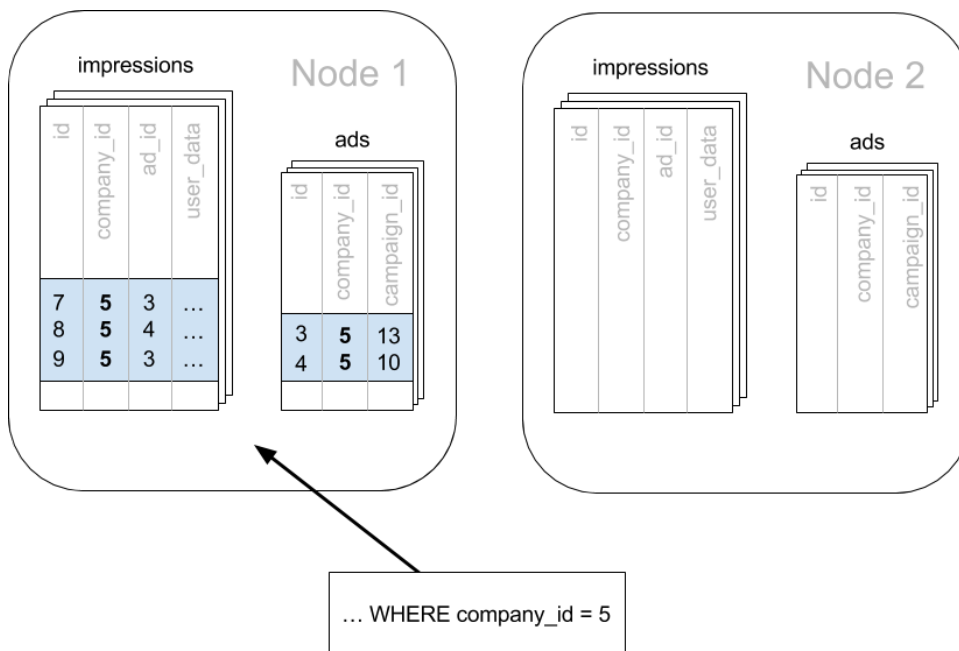 Node 1
impressions
id company_id ad_id user_data
7 5 3 …
8 5 4 …
9 5 3 …
ads
id company_id campaign_id
3 5 13
4 5 10
Node 2
impressions
id company_id ad_id user_data
ads
id company_id campaign_id
… WHERE company_id = 5